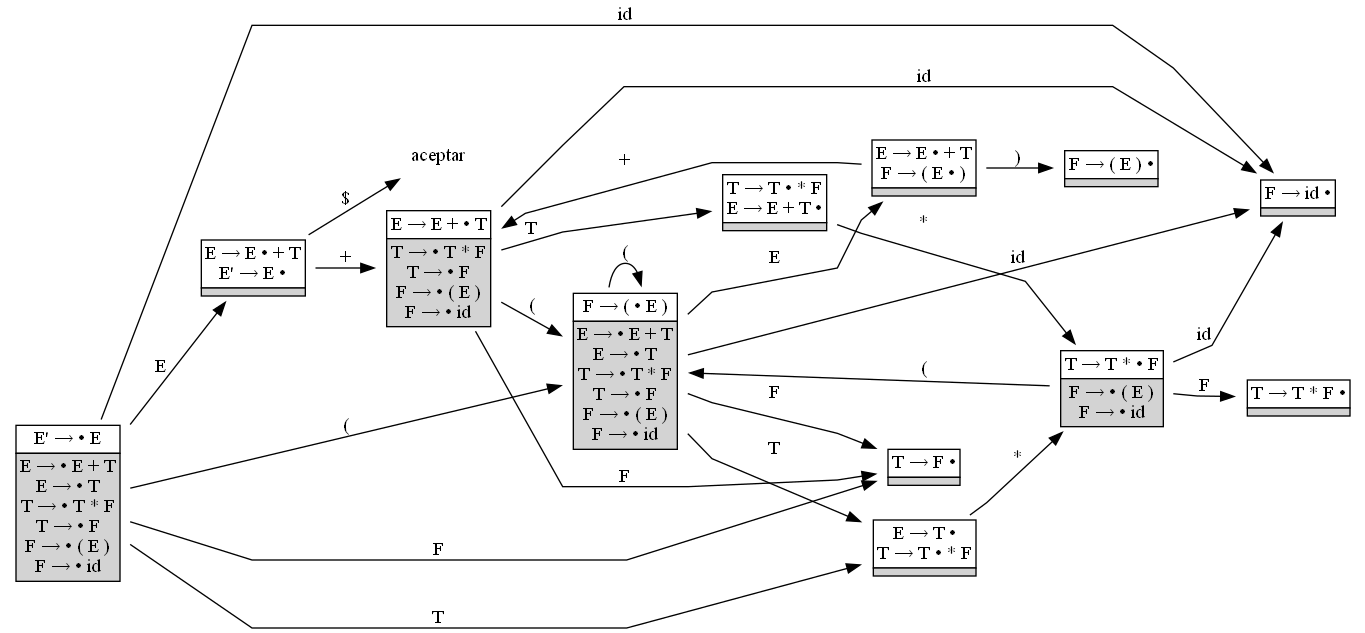 id
id
aceptar
+
E → E • + T
F → ( E • )
)
F → ( E ) •
T → T • * F
E → E + T •
F → id •
$
E → E + • T
T → • T * F
T → • F
F → • ( E )
F → • id
T
*
E → E • + T
E' → E •
+
(
(
E
id
F → ( • E )
E → • E + T
E → • T
T → • T * F
T → • F
F → • ( E )
F → • id
id
T → T * • F
F → • ( E )
F → • id
(
F
F
T → T * F •
E
(
T
*
T → F •
F
E' → • E
E → • E + T
E → • T
T → • T * F
T → • F
F → • ( E )
F → • id
E → T •
T → T • * F
F
T